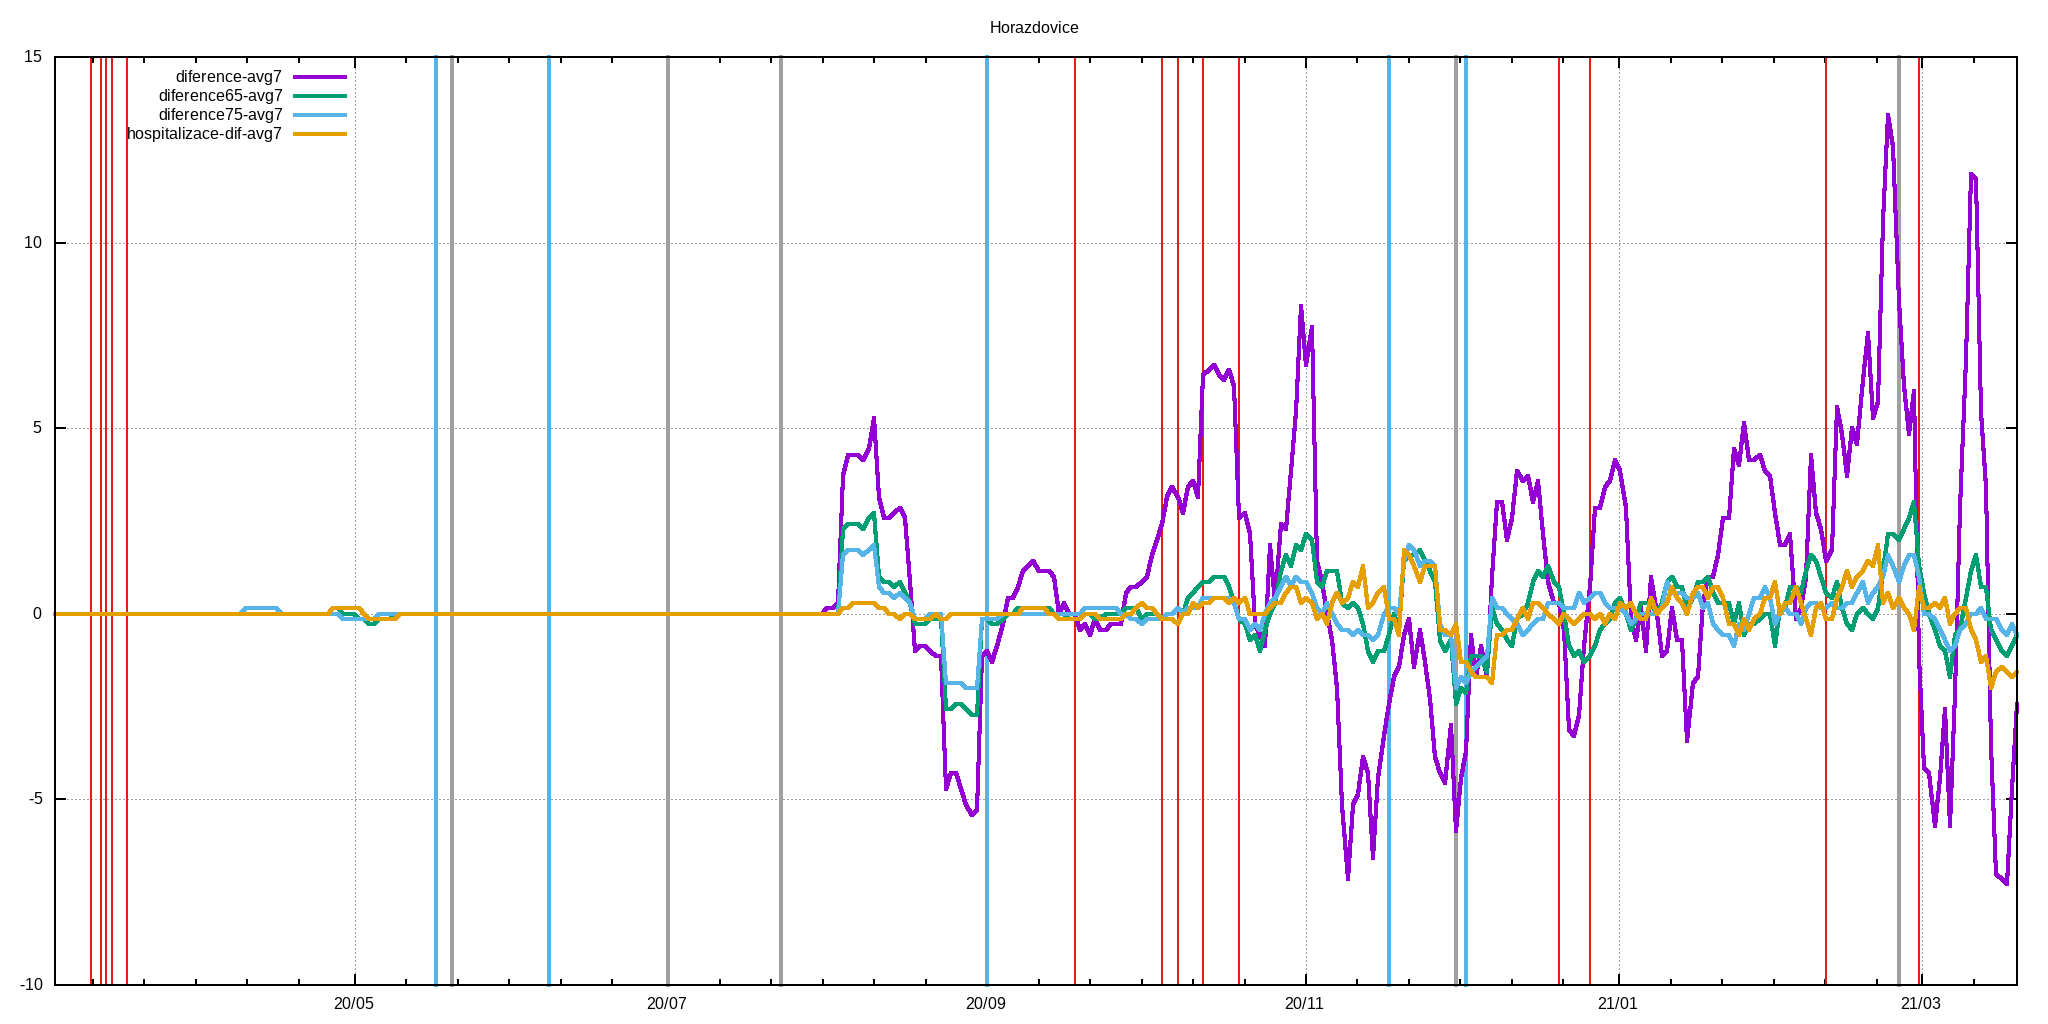 Horazdovice
diference-avg7
diference65-avg7
diference75-avg7
hospitalizace-dif-avg7
15
10
5
0
-5
-10
20/05 20/07 20/09 20/11 21/01 21/03